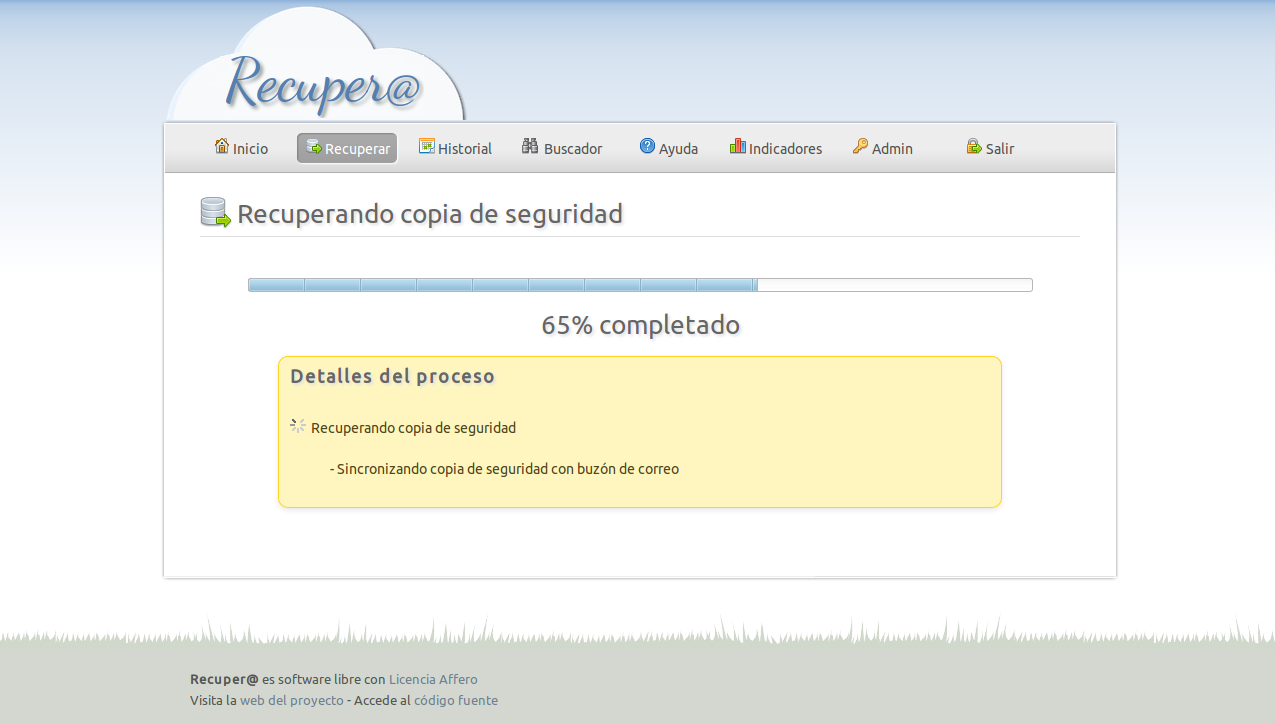 Recuper@
Inicio Recuperar Historial Buscador Ayuda Indicadores Admin Salir
Recuperando copia de seguridad
65% completado
Detalles del proceso
Recuperando copia de seguridad
- Sincronizando copia de seguridad con buzón de correo
Recuper@ es software libre con Licencia Affero
Visita la web del proyecto - Accede al código fuente